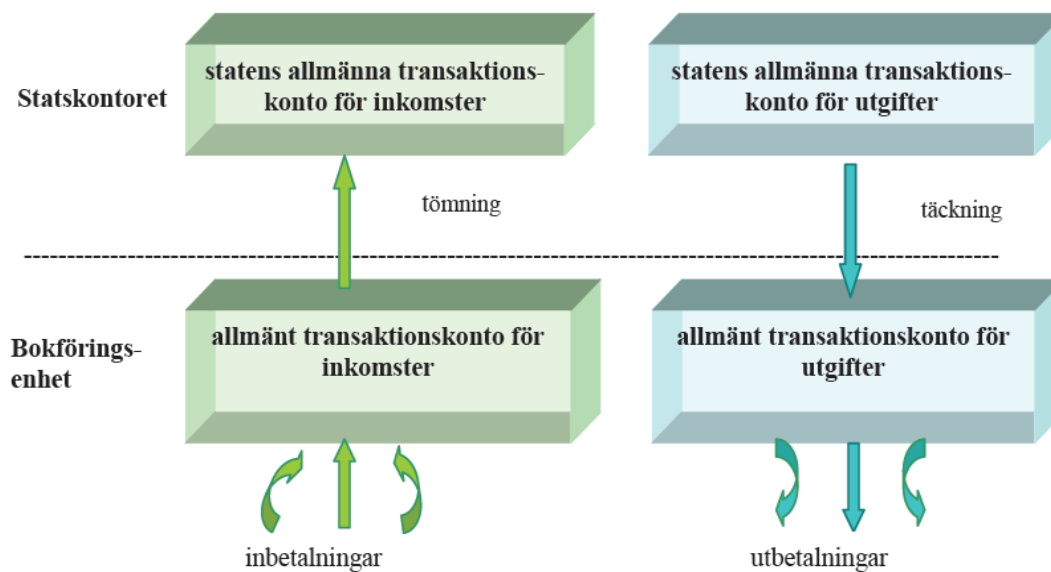 statens allmänna transaktions-
konto för inkomster
statens allmänna transaktions-
konto för utgifter
Statskontoret
tömning
täckning
allmänt transaktionskonto för
inkomster
allmänt transaktionskonto för
utgifter
Bokförings-
enhet
inbetalningar
utbetalningar